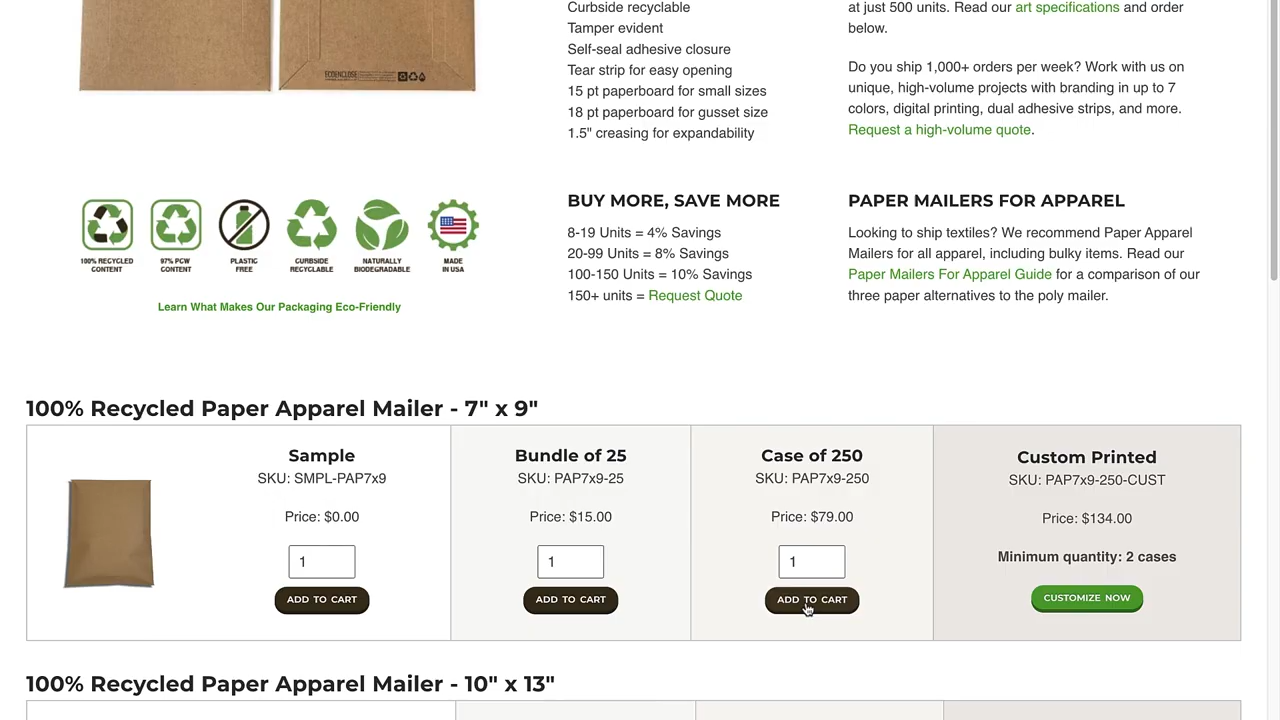 ECOENCLOSE
Curbside recyclable
Tamper evident
Self-seal adhesive closure
Tear strip for easy opening
15 pt paperboard for small sizes
18 pt paperboard for gusset size
1.5" creasing for expandability
at just 500 units. Read our art specifications and order
below.
Do you ship 1,000+ orders per week? Work with us on
unique, high-volume projects with branding in up to 7
colors, digital printing, dual adhesive strips, and more.
Request a high-volume quote.
100% RECYCLED
CONTENT
97% PCW
CONTENT
PLASTIC
FREE
CURBSIDE
RECYCLABLE
NATURALLY
BIODEGRADABLE
MADE
IN USA
Learn What Makes Our Packaging Eco-Friendly
BUY MORE, SAVE MORE
8-19 Units = 4% Savings
20-99 Units = 8% Savings
100-150 Units = 10% Savings
150+ units = Request Quote
PAPER MAILERS FOR APPAREL
Looking to ship textiles? We recommend Paper Apparel
Mailers for all apparel, including bulky items. Read our
Paper Mailers For Apparel Guide for a comparison of our
three paper alternatives to the poly mailer.
100% Recycled Paper Apparel Mailer - 7" x 9"
Sample
SKU: SMPL-PAP7x9
Price: $0.00
1
ADD TO CART
Bundle of 25
SKU: PAP7x9-25
Price: $15.00
1
ADD TO CART
Case of 250
SKU: PAP7x9-250
Price: $79.00
1
ADD TO CART
Custom Printed
SKU: PAP7x9-250-CUST
Price: $134.00
Minimum quantity: 2 cases
CUSTOMIZE NOW
100% Recycled Paper Apparel Mailer - 10" x 13"